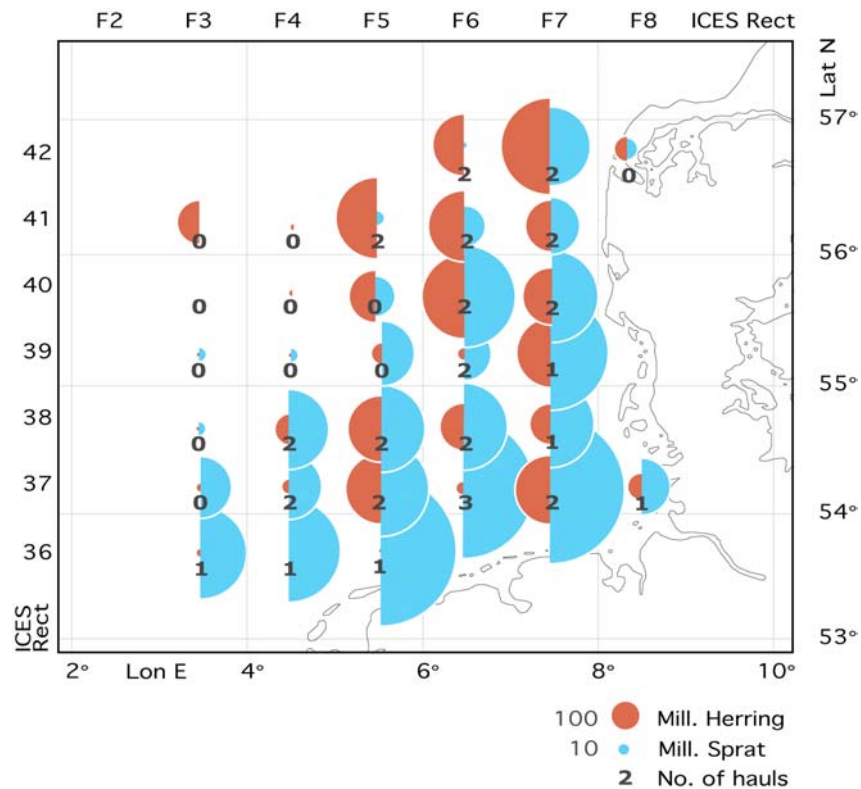 F2 F3 F4 F5 F6 F7 F8 ICES Rect
Lat N
57°
42
2 2 0
41
0 0 2 2 2
56°
40
0 0 0 2 2
39
0 0 0 2 1
55°
38
0 2 2 2 1
37
0 2 2 3 2 1
54°
36
1 1 1
ICES
Rect
53°
2° Lon E 4° 6° 8° 10°
100 Mill. Herring
10 Mill. Sprat
2 No. of hauls